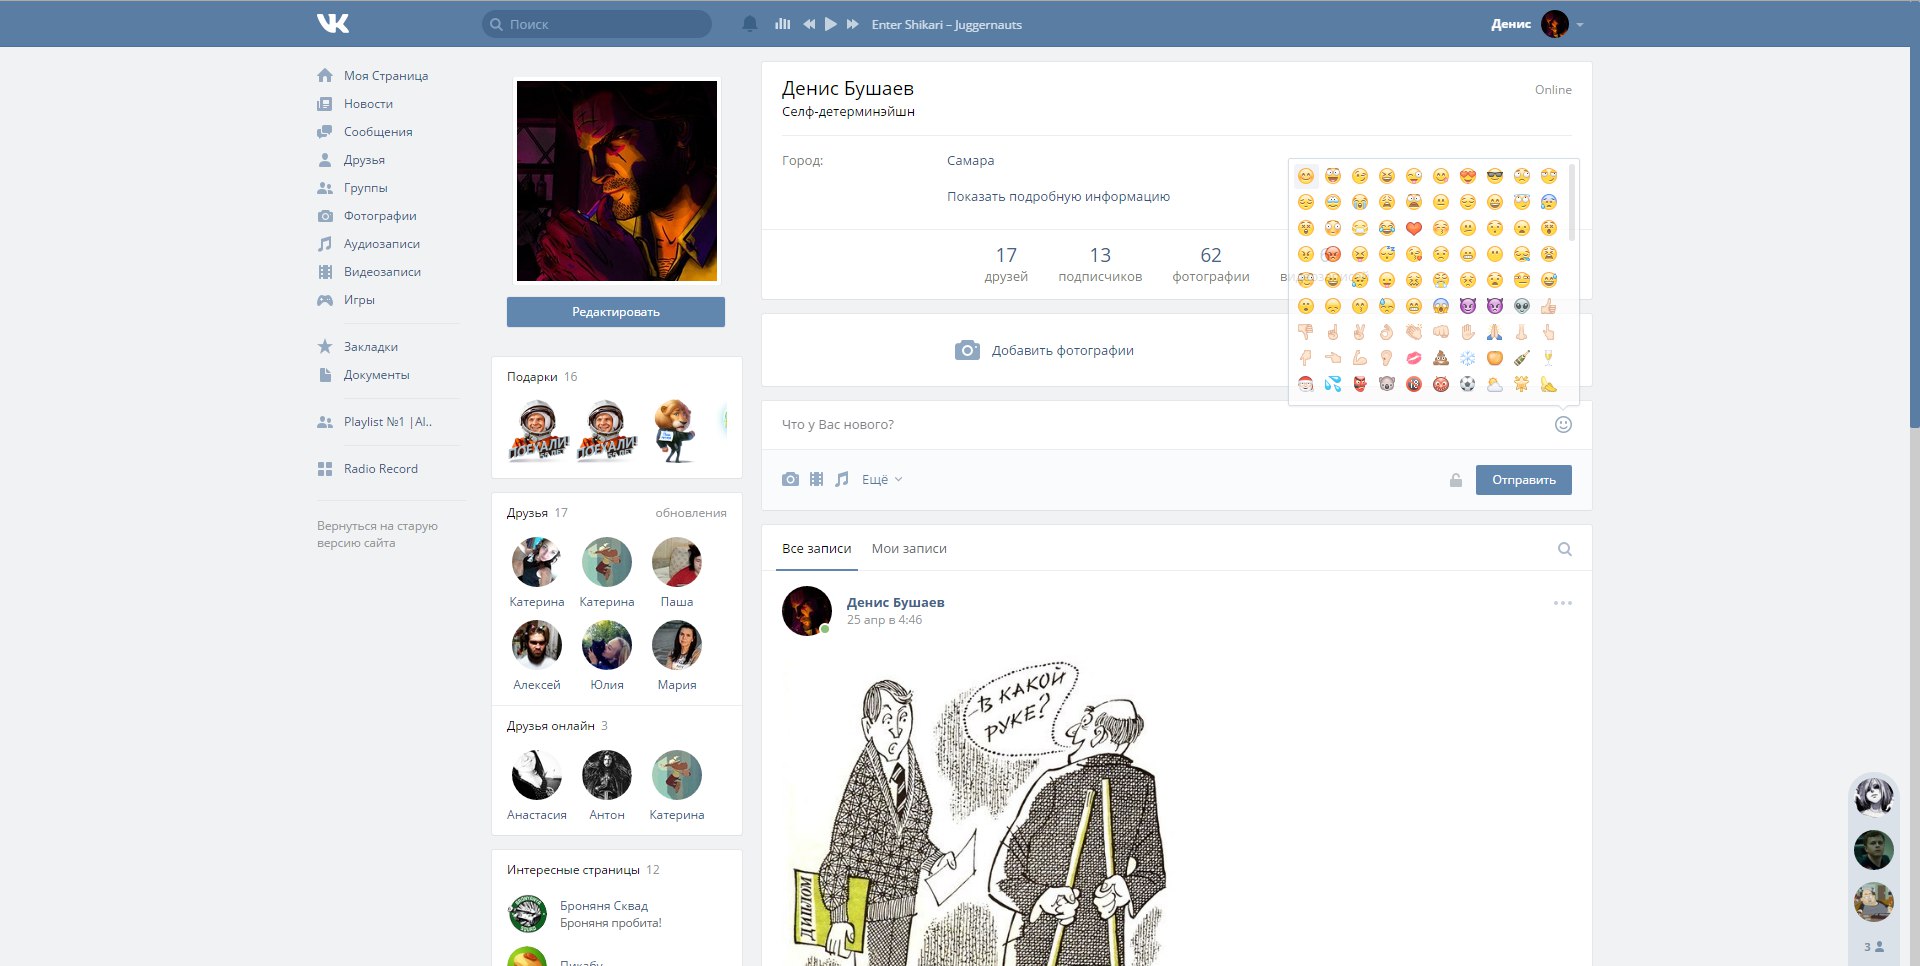 Поиск
Enter Shikari – Juggernauts
Денис
Моя Страница
Новости
Сообщения
Друзья
Группы
Фотографии
Аудиозаписи
Видеозаписи
Игры
Закладки
Документы
Playlist №1 |Al..
Radio Record
Вернуться на старую
версию сайта
Редактировать
Подарки 16
ПОЕХАЛИ!
ПОЕХАЛИ!
Друзья 17 обновления
Катерина Катерина Паша
Алексей Юлия Мария
Друзья онлайн 3
Анастасия Антон Катерина
Интересные страницы 12
Броняня Сквад
Броняня пробита!
Пикабу
Денис Бушаев
Online
Селф-детерминэйшн
Город: Самара
Показать подробную информацию
17 13 62
друзей подписчиков фотографии
Добавить фотографии
Что у Вас нового?
Ещё
Отправить
Все записи Мои записи
Денис Бушаев
25 апр в 4:46
В КАКОЙ
РУКЕ?
ДИПЛОМ
3